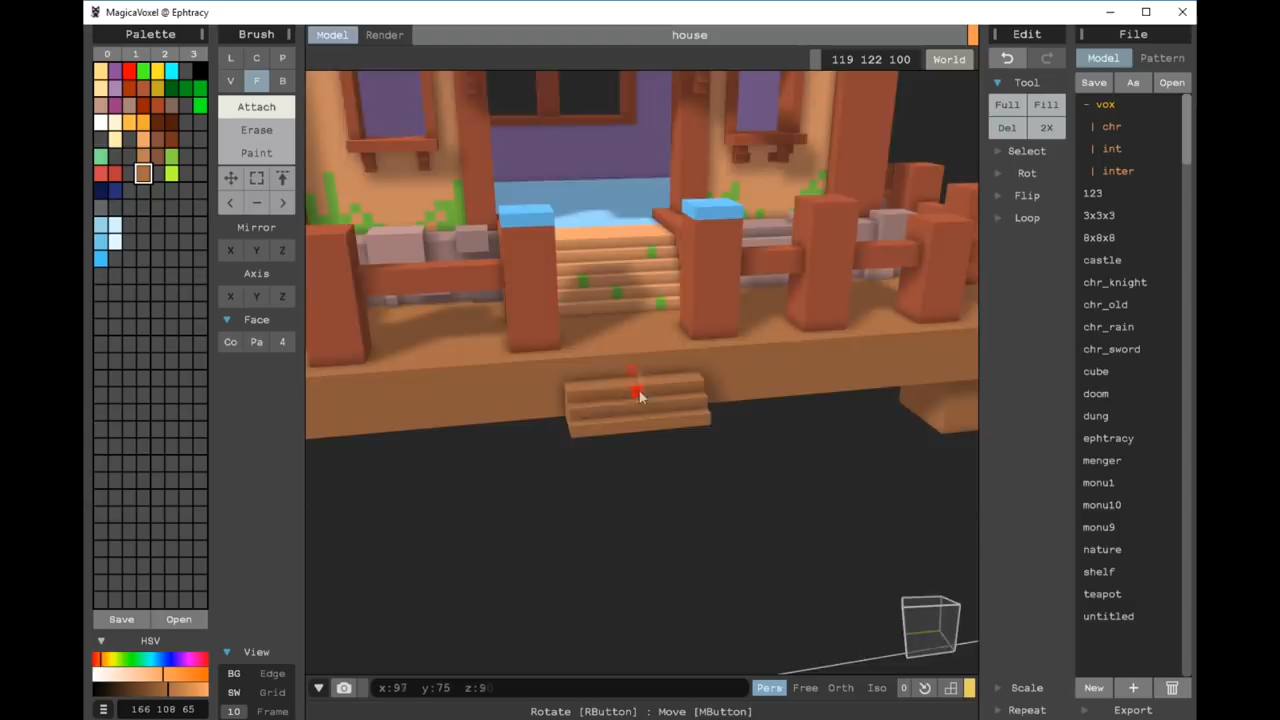 MagicaVoxel @ Ephtracy
Palette
0 1 2 3
Save Open
HSV
166 108 65
Brush
L C P
V F B
Attach
Erase
Paint
Mirror
X Y Z
Axis
X Y Z
Face
Co Pa 4
View
BG Edge
SW Grid
10 Frame
Model Render house
119 122 100 World
x:97 y:75 z:90
Pers Free Orth Iso 0
Rotate [RButton] : Move [MButton]
Edit
Tool
Full Fill
Del 2X
Select
Rot
Flip
Loop
Scale
Repeat
File
Model Pattern
Save As Open
- vox
| chr
| int
| inter
123
3x3x3
8x8x8
castle
chr_knight
chr_old
chr_rain
chr_sword
cube
doom
dung
ephtracy
menger
monu1
monu10
monu9
nature
shelf
teapot
untitled
New +
Export